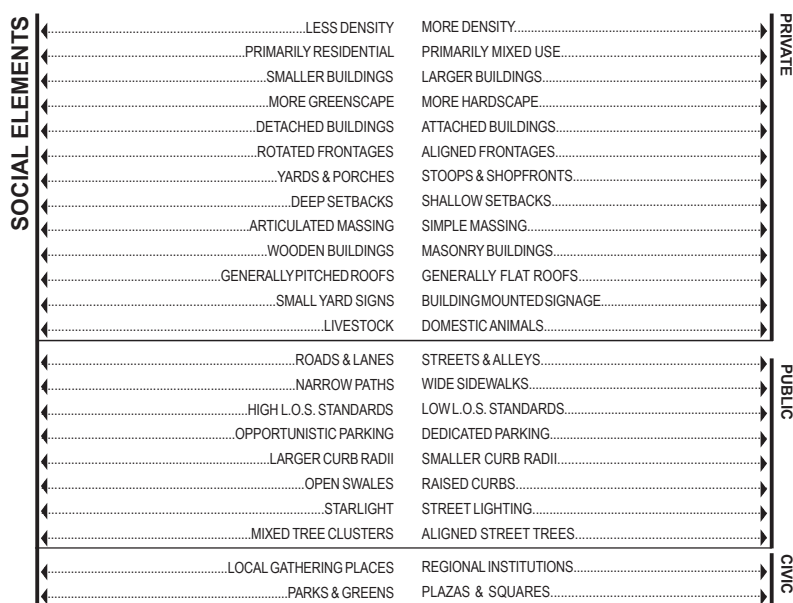 SOCIAL ELEMENTS
PRIVATE
LESS DENSITY MORE DENSITY
PRIMARILY RESIDENTIAL PRIMARILY MIXED USE
SMALLER BUILDINGS LARGER BUILDINGS
MORE GREENSCAPE MORE HARDSCAPE
DETACHED BUILDINGS ATTACHED BUILDINGS
ROTATED FRONTAGES ALIGNED FRONTAGES
YARDS & PORCHES STOOPS & SHOPFRONTS
DEEP SETBACKS SHALLOW SETBACKS
ARTICULATED MASSING SIMPLE MASSING
WOODEN BUILDINGS MASONRY BUILDINGS
GENERALLY PITCHED ROOFS GENERALLY FLAT ROOFS
SMALL YARD SIGNS BUILDING MOUNTED SIGNAGE
LIVESTOCK DOMESTIC ANIMALS
PUBLIC
ROADS & LANES STREETS & ALLEYS
NARROW PATHS WIDE SIDEWALKS
HIGH L.O.S. STANDARDS LOW L.O.S. STANDARDS
OPPORTUNISTIC PARKING DEDICATED PARKING
LARGER CURB RADII SMALLER CURB RADII
OPEN SWALES RAISED CURBS
STARLIGHT STREET LIGHTING
MIXED TREE CLUSTERS ALIGNED STREET TREES
CIVIC
LOCAL GATHERING PLACES REGIONAL INSTITUTIONS
PARKS & GREENS PLAZAS & SQUARES